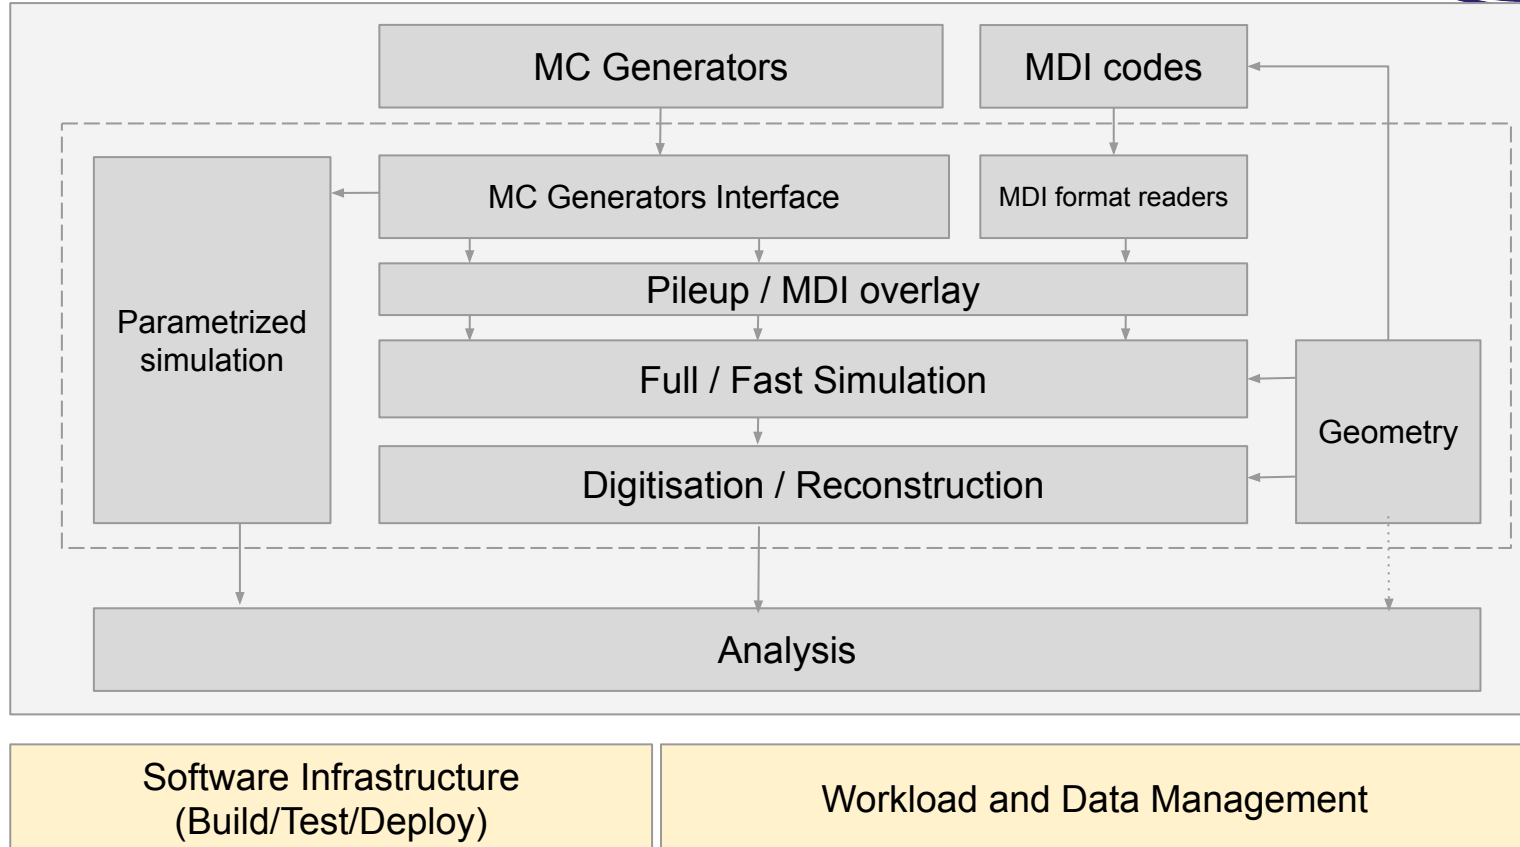 MC Generators
MDI codes
MC Generators Interface
MDI format readers
Pileup / MDI overlay
Parametrized
simulation
Full / Fast Simulation
Geometry
Digitisation / Reconstruction
Analysis
Software Infrastructure
(Build/Test/Deploy)
Workload and Data Management